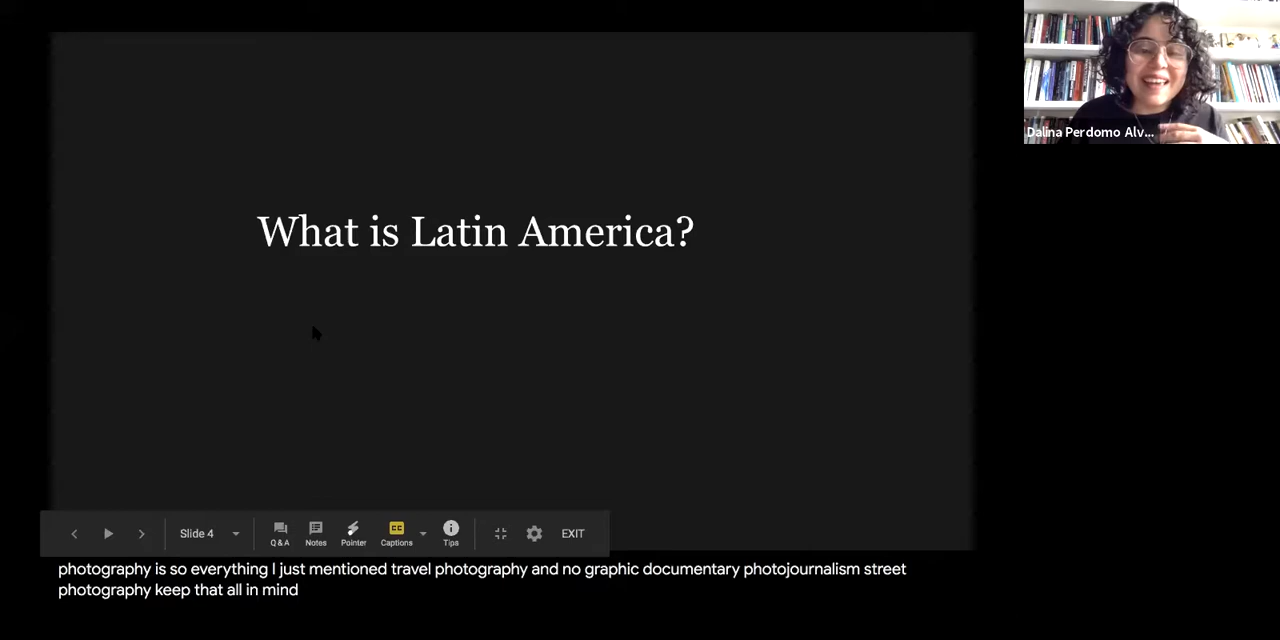 What is Latin America?
Dalina Perdomo Alv...
Slide 4
Q&A
Notes
CC
Pointer
Captions
Tips
EXIT
photography is so everything I just mentioned travel photography and no graphic documentary photojournalism street
photography keep that all in mind